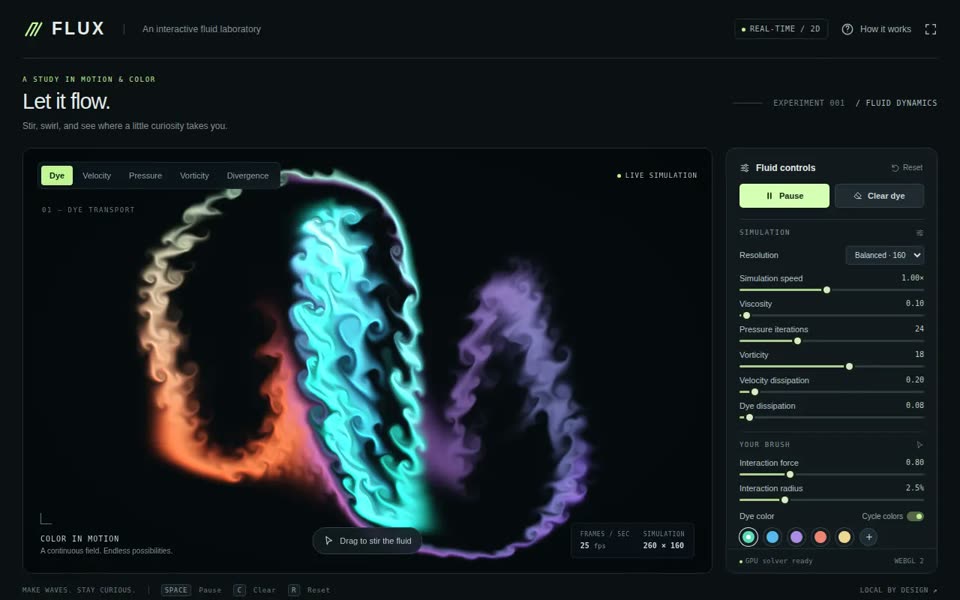 FLUX
An interactive fluid laboratory
REAL-TIME / 2D
How it works
A STUDY IN MOTION & COLOR
Let it flow.
Stir, swirl, and see where a little curiosity takes you.
EXPERIMENT 001 / FLUID DYNAMICS
Dye Velocity Pressure Vorticity Divergence
LIVE SIMULATION
01 — DYE TRANSPORT
COLOR IN MOTION
A continuous field. Endless possibilities.
Drag to stir the fluid
FRAMES / SEC SIMULATION
25 fps 260 × 160
Fluid controls Reset
Pause Clear dye
SIMULATION
Resolution Balanced · 160
Simulation speed 1.00×
Viscosity 0.10
Pressure iterations 24
Vorticity 18
Velocity dissipation 0.20
Dye dissipation 0.08
YOUR BRUSH
Interaction force 0.80
Interaction radius 2.5%
Dye color Cycle colors
+
GPU solver ready WEBGL 2
MAKE WAVES. STAY CURIOUS. | SPACE Pause C Clear R Reset
LOCAL BY DESIGN ↗